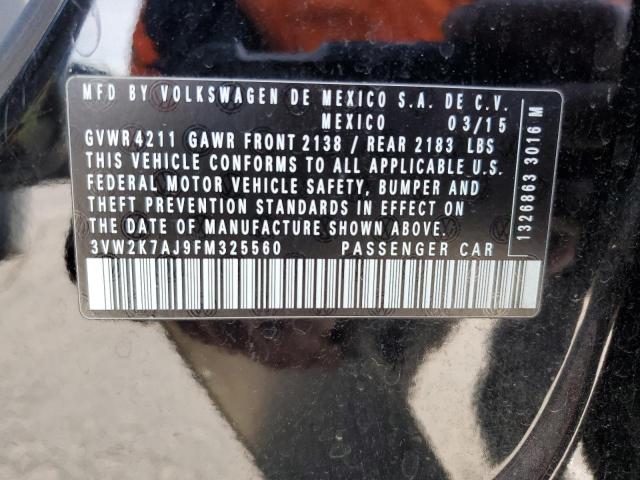 MFD BY VOLKSWAGEN DE MEXICO S.A. DE C.V.
MEXICO 03/15
GVWR 4211 GAWR FRONT 2138 / REAR 2183 LBS
THIS VEHICLE CONFORMS TO ALL APPLICABLE U.S.
FEDERAL MOTOR VEHICLE SAFETY, BUMPER AND
THEFT PREVENTION STANDARDS IN EFFECT ON
THE DATE OF MANUFACTURE SHOWN ABOVE.
3VW2K7AJ9FM325560 PASSENGER CAR
1326863 3016 M